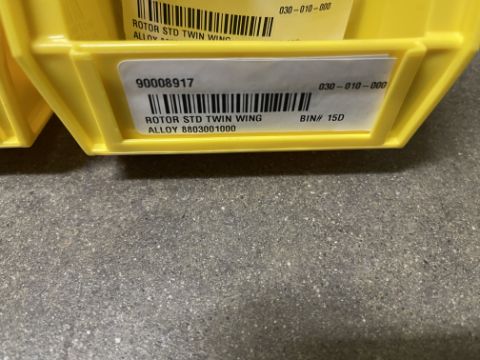 030-010-000
ROTOR STD TWIN WING
ALLOY
90008917
030-010-000
ROTOR STD TWIN WING BIN# 15D
ALLOY 8803001000